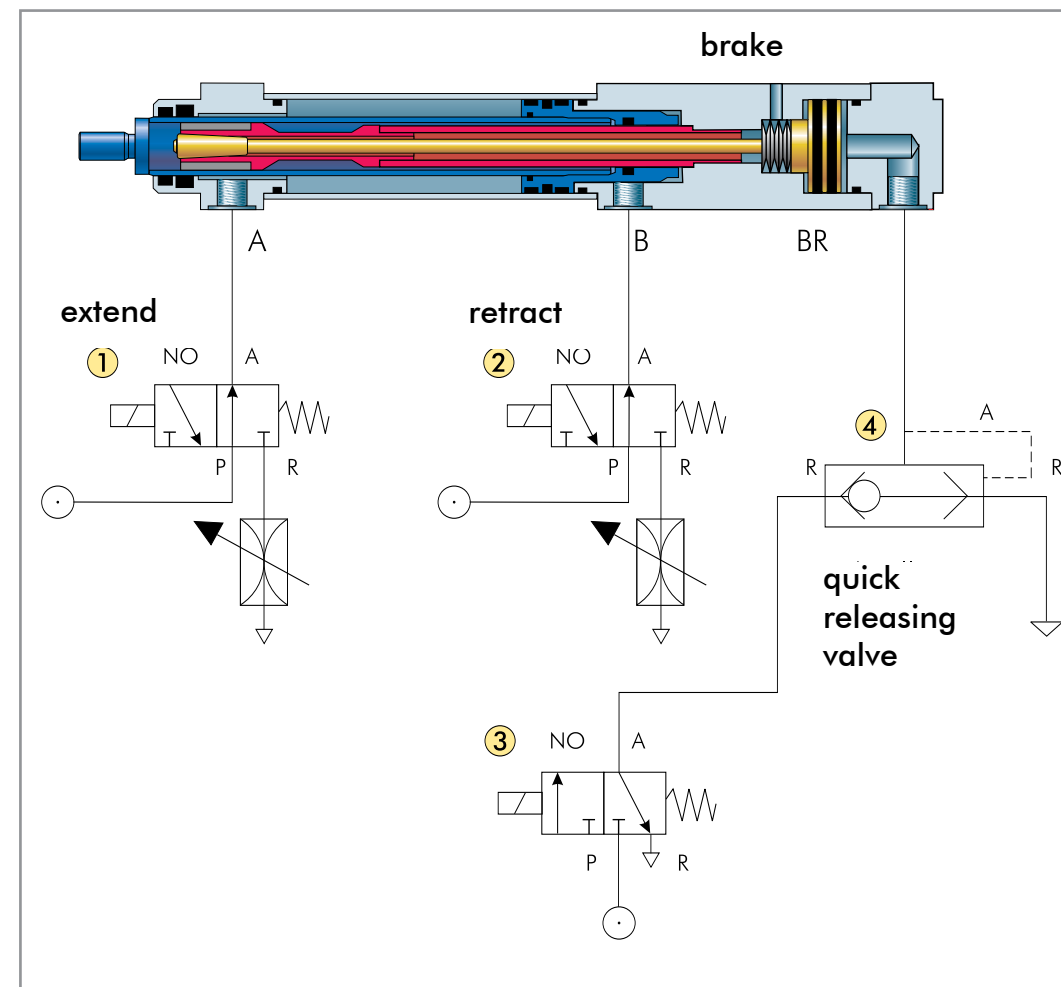 brake
A
B
BR
extend
retract
1
NO
A
2
NO
A
4
A
P
R
P
R
R
R
quick
releasing
valve
3
NO
A
P
R